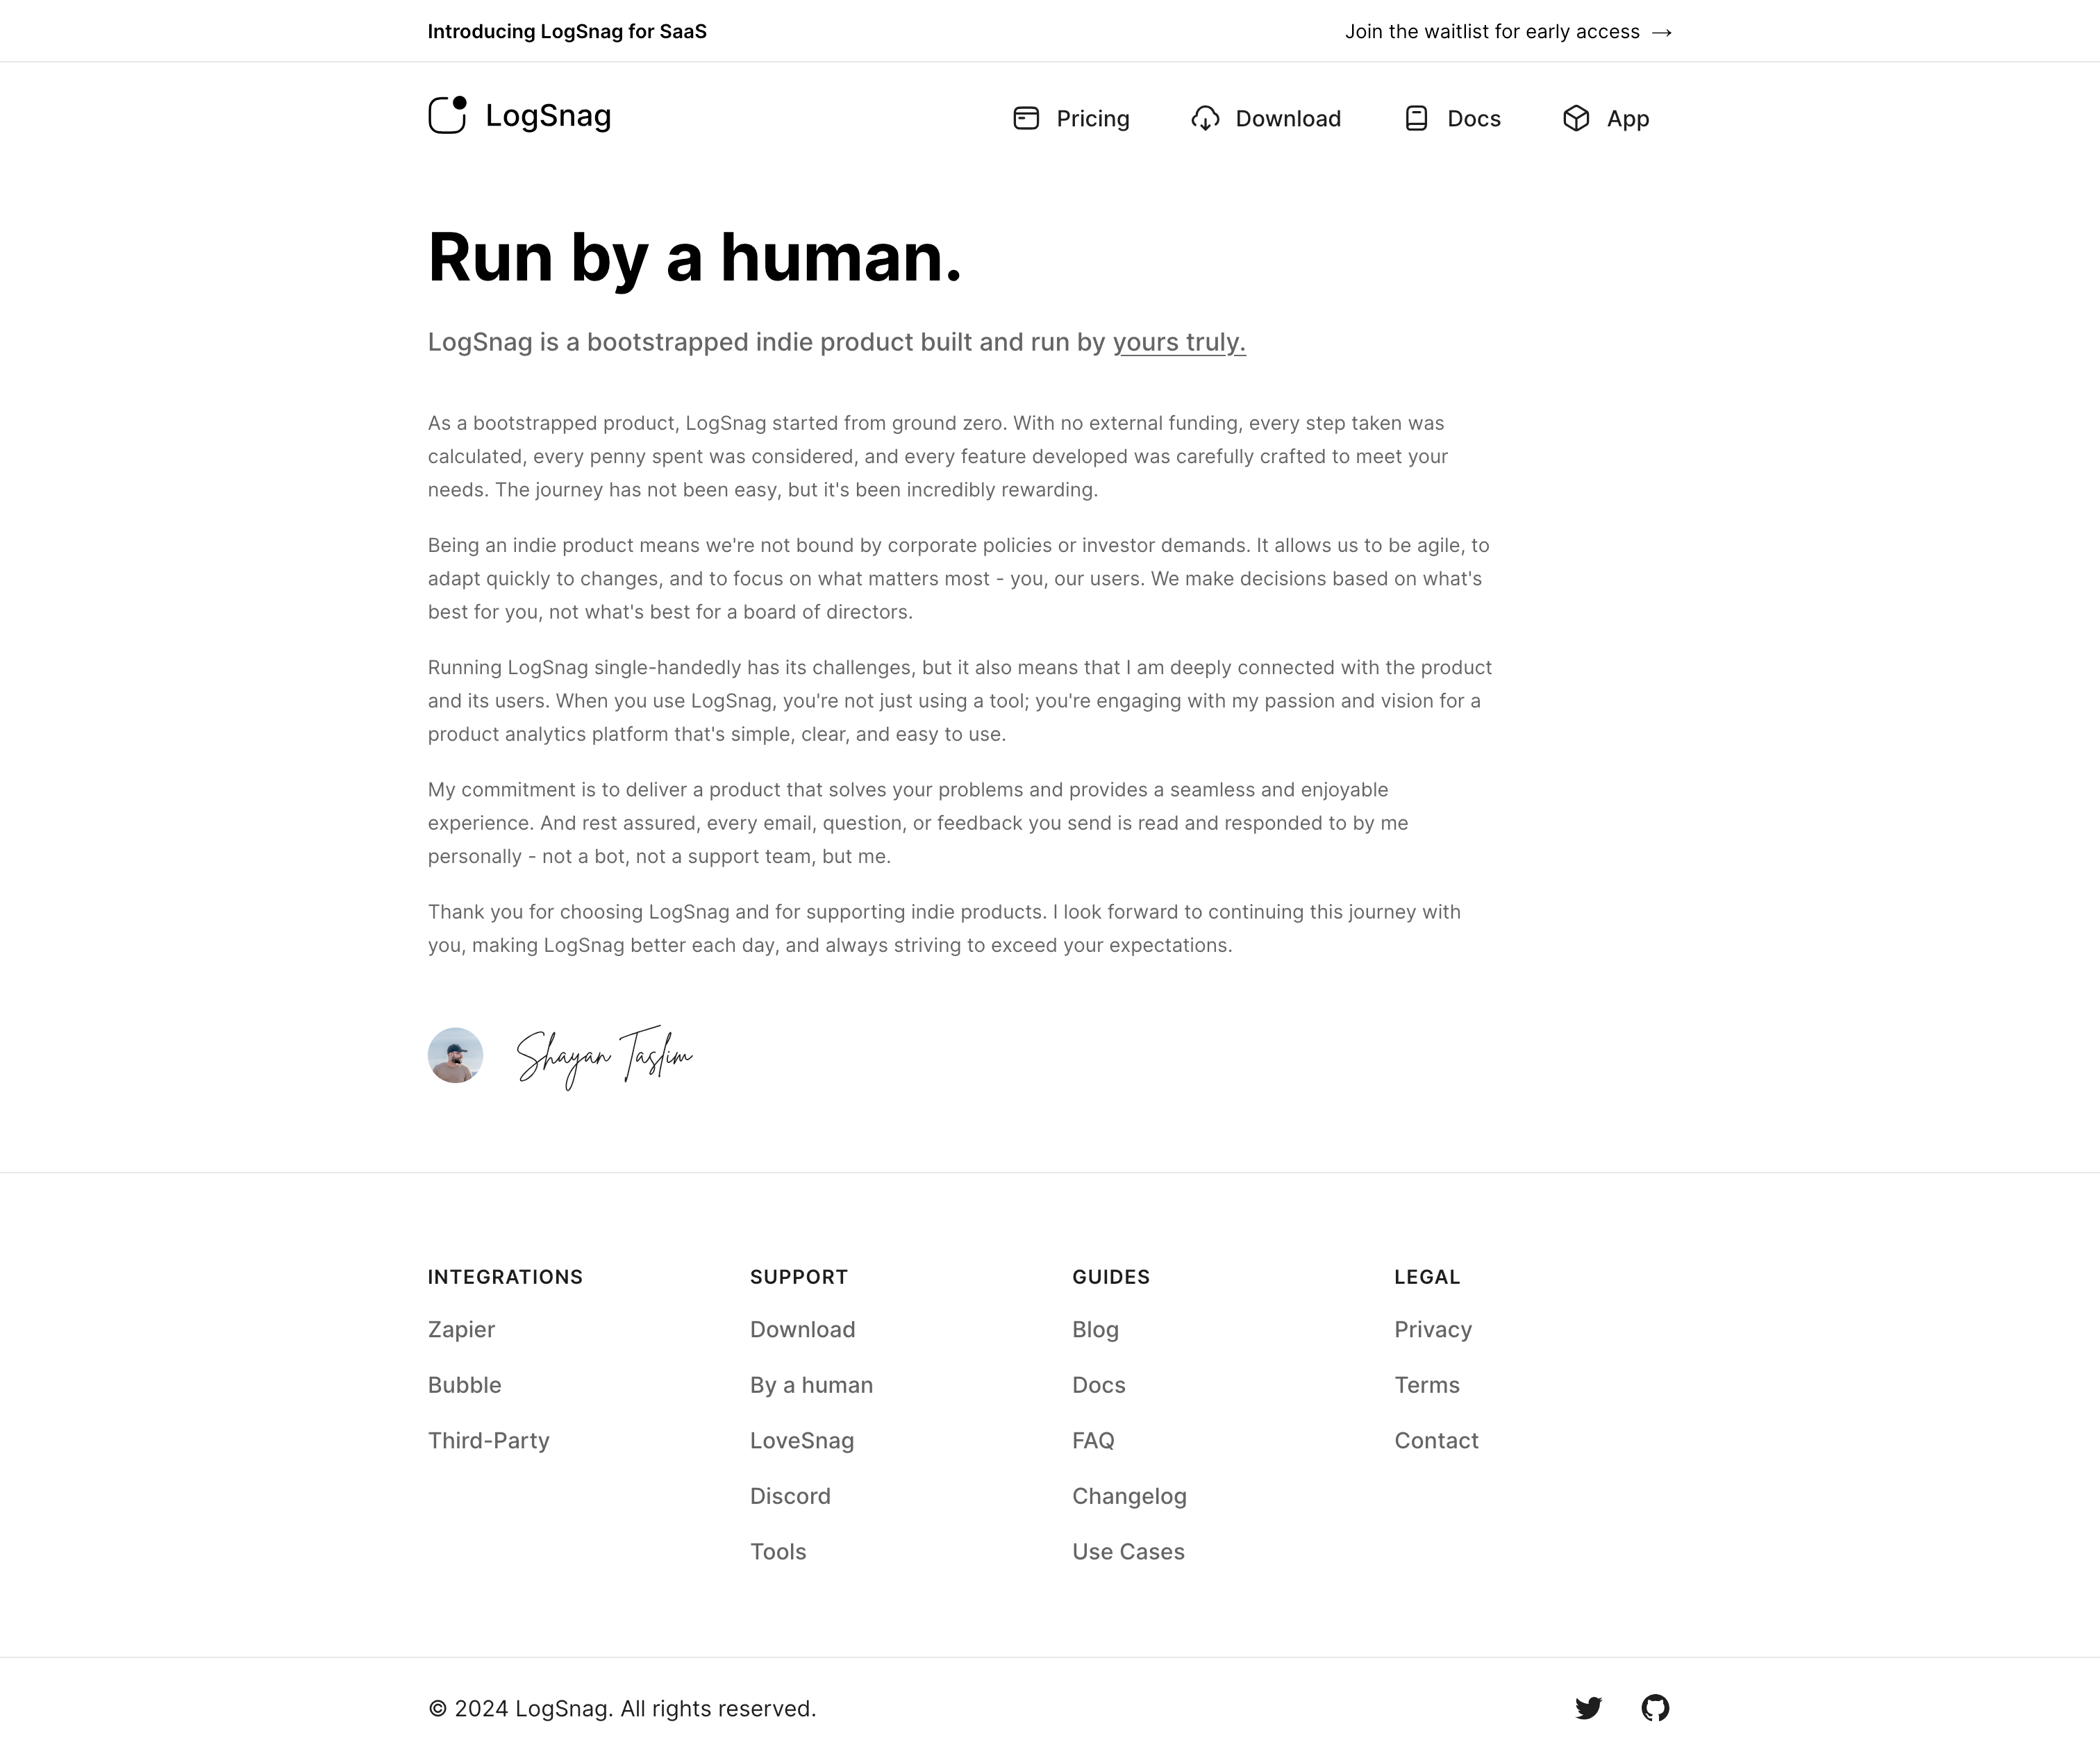 Introducing LogSnag for SaaS
Join the waitlist for early access →
LogSnag
Pricing
Download
Docs
App
Run by a human.
LogSnag is a bootstrapped indie product built and run by yours truly.
As a bootstrapped product, LogSnag started from ground zero. With no external funding, every step taken was
calculated, every penny spent was considered, and every feature developed was carefully crafted to meet your
needs. The journey has not been easy, but it's been incredibly rewarding.
Being an indie product means we're not bound by corporate policies or investor demands. It allows us to be agile, to
adapt quickly to changes, and to focus on what matters most - you, our users. We make decisions based on what's
best for you, not what's best for a board of directors.
Running LogSnag single-handedly has its challenges, but it also means that I am deeply connected with the product
and its users. When you use LogSnag, you're not just using a tool; you're engaging with my passion and vision for a
product analytics platform that's simple, clear, and easy to use.
My commitment is to deliver a product that solves your problems and provides a seamless and enjoyable
experience. And rest assured, every email, question, or feedback you send is read and responded to by me
personally - not a bot, not a support team, but me.
Thank you for choosing LogSnag and for supporting indie products. I look forward to continuing this journey with
you, making LogSnag better each day, and always striving to exceed your expectations.
Shayan Taslim
INTEGRATIONS
Zapier
Bubble
Third-Party
SUPPORT
Download
By a human
LoveSnag
Discord
Tools
GUIDES
Blog
Docs
FAQ
Changelog
Use Cases
LEGAL
Privacy
Terms
Contact
© 2024 LogSnag. All rights reserved.